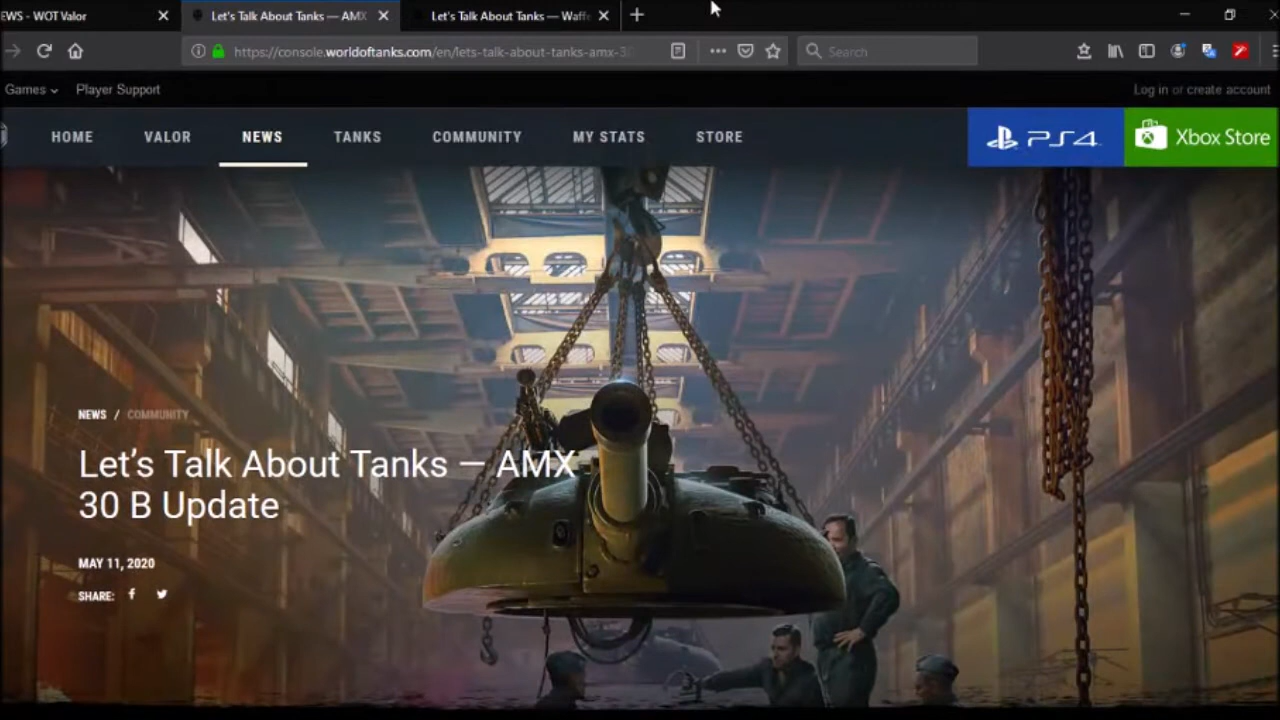 EWS - WOT Valor
Let's Talk About Tanks — AMX
Let's Talk About Tanks — Waff
https://console.worldoftanks.com/en/lets-talk-about-tanks-amx-3
Search
Games
Player Support
Log in or create account
HOME
VALOR
NEWS
TANKS
COMMUNITY
MY STATS
STORE
PS4
Xbox Store
NEWS / COMMUNITY
Let's Talk About Tanks — AMX
30 B Update
MAY 11, 2020
SHARE: